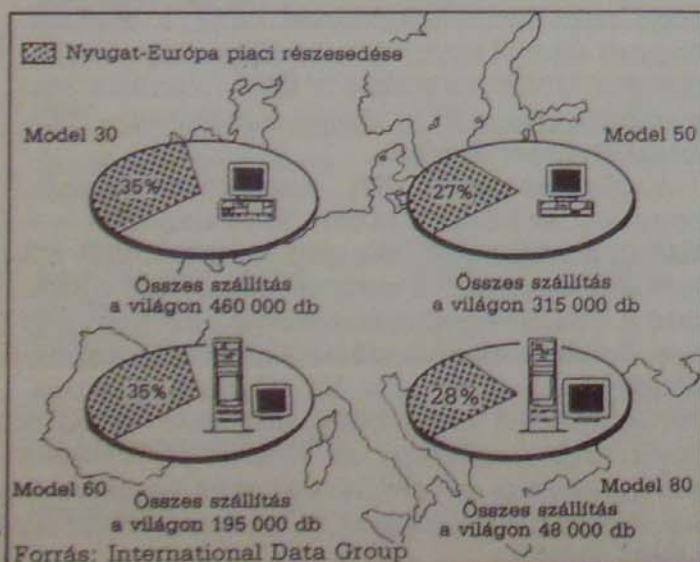 Nyugat-Európa piaci részesedése
Model 30
35%
Összes szállítás
a világon 460 000 db
Model 50
27%
Összes szállítás
a világon 315 000 db
35%
Model 60
Összes szállítás
a világon 195 000 db
28%
Model 80
Összes szállítás
a világon 48 000 db
Forrás: International Data Group